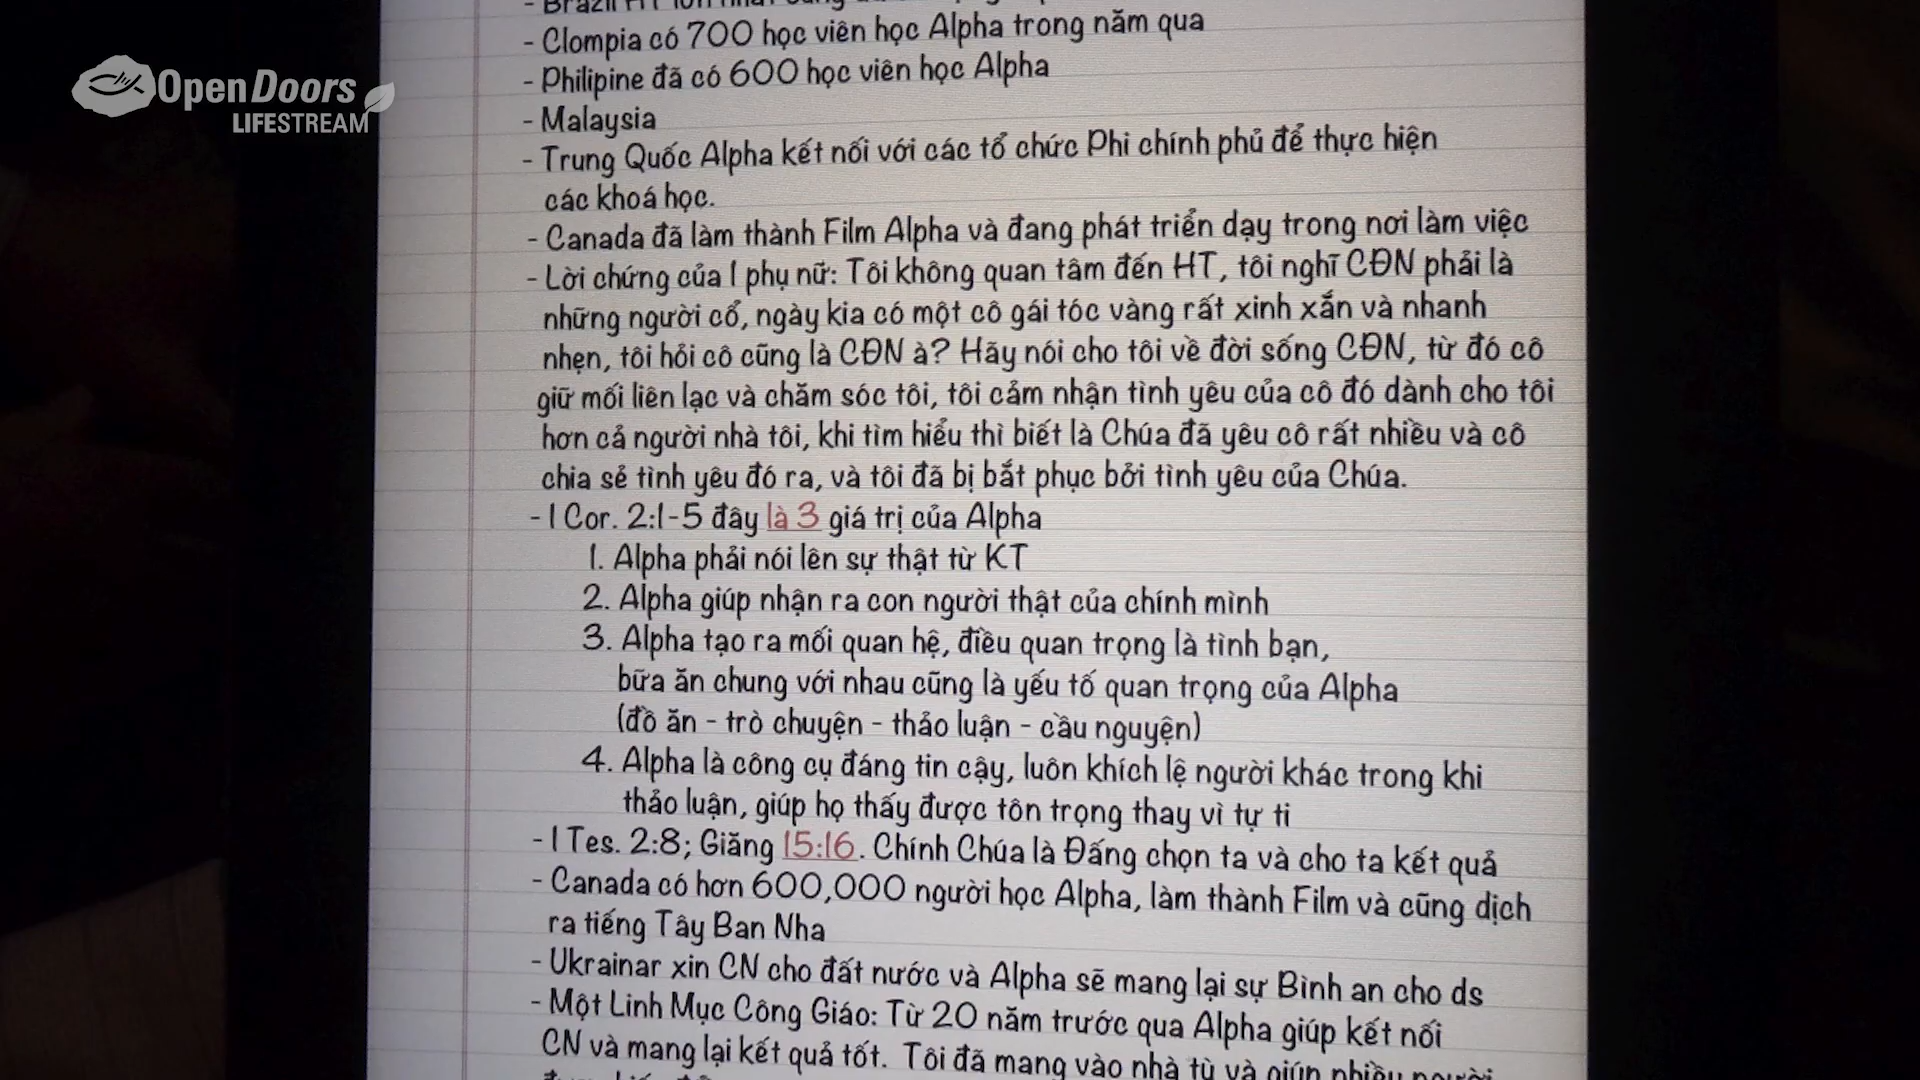 OpenDoors
LIFESTREAM
- Clompia có 700 học viên học Alpha trong năm qua
- Philipine đã có 600 học viên học Alpha
- Malaysia
- Trung Quốc Alpha kết nối với các tổ chức Phi chính phủ để thực hiện
các khoá học.
- Canada đã làm thành Film Alpha và đang phát triển dạy trong nơi làm việc
- Lời chứng của 1 phụ nữ: Tôi không quan tâm đến HT, tôi nghĩ CĐN phải là
những người cổ, ngày kia có một cô gái tóc vàng rất xinh xắn và nhanh
nhẹn, tôi hỏi cô cũng là CĐN à? Hãy nói cho tôi về đời sống CĐN, từ đó cô
giữ mối liên lạc và chăm sóc tôi, tôi cảm nhận tình yêu của cô đó dành cho tôi
hơn cả người nhà tôi, khi tìm hiểu thì biết là Chúa đã yêu cô rất nhiều và cô
chia sẻ tình yêu đó ra, và tôi đã bị bắt phục bởi tình yêu của Chúa.
- 1 Cor. 2:1-5 đây là 3 giá trị của Alpha
1. Alpha phải nói lên sự thật từ KT
2. Alpha giúp nhận ra con người thật của chính mình
3. Alpha tạo ra mối quan hệ, điều quan trọng là tình bạn,
bữa ăn chung với nhau cũng là yếu tố quan trọng của Alpha
(đồ ăn - trò chuyện - thảo luận - cầu nguyện)
4. Alpha là công cụ đáng tin cậy, luôn khích lệ người khác trong khi
thảo luận, giúp họ thấy được tôn trọng thay vì tự ti
- 1 Tes. 2:8; Giăng 15:16. Chính Chúa là Đấng chọn ta và cho ta kết quả
- Canada có hơn 600,000 người học Alpha, làm thành Film và cũng dịch
ra tiếng Tây Ban Nha
- Ukrainar xin CN cho đất nước và Alpha sẽ mang lại sự Bình an cho ds
- Một Linh Mục Công Giáo: Từ 20 năm trước qua Alpha giúp kết nối
CN và mang lại kết quả tốt. Tôi đã mang vào nhà tù và giúp nhiều người